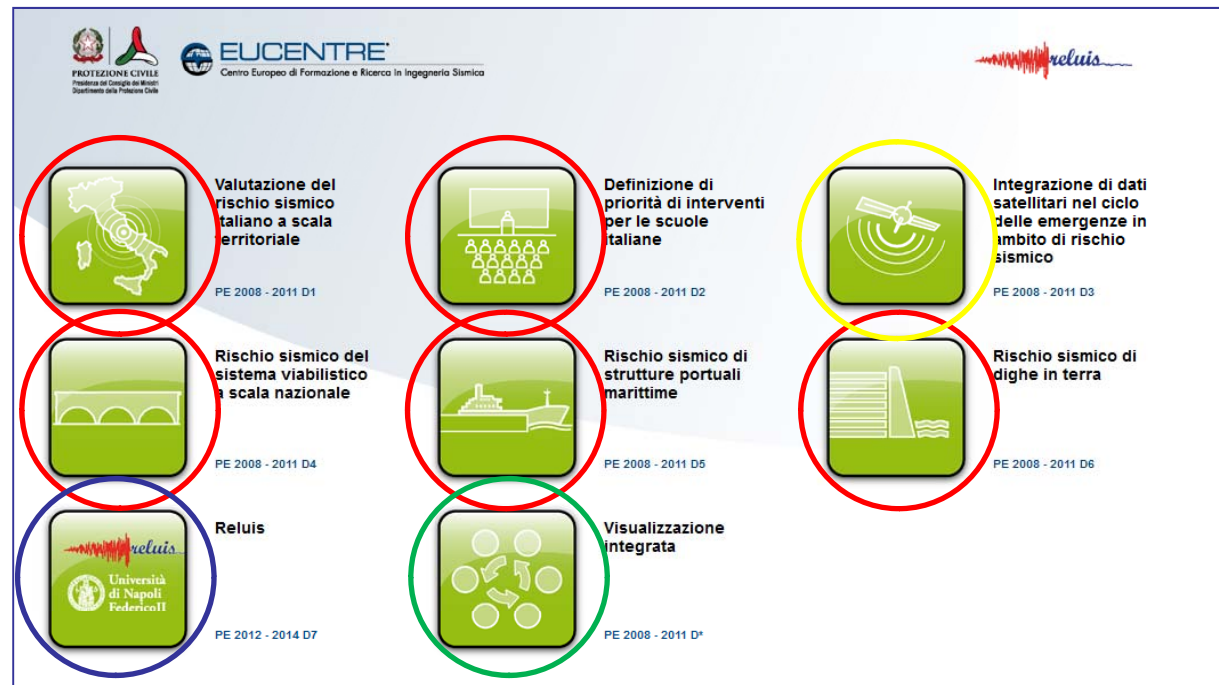 PROTEZIONE CIVILE
Presidenza del Consiglio dei Ministri
Dipartimento della Protezione Civile
EUCENTRE
Centro Europeo di Formazione e Ricerca in Ingegneria Sismica
reluis
Valutazione del
rischio sismico
italiano a scala
territoriale
PE 2008 - 2011 D1
Definizione di
priorità di interventi
per le scuole
italiane
PE 2008 - 2011 D2
Integrazione di dati
satellitari nel ciclo
delle emergenze in
ambito di rischio
sismico
PE 2008 - 2011 D3
Rischio sismico del
sistema viabilistico
a scala nazionale
PE 2008 - 2011 D4
Rischio sismico di
strutture portuali
marittime
PE 2008 - 2011 D5
Rischio sismico di
dighe in terra
PE 2008 - 2011 D6
reluis
Università
di Napoli
Federico II
Reluis
PE 2012 - 2014 D7
Visualizzazione
integrata
PE 2008 - 2011 D*